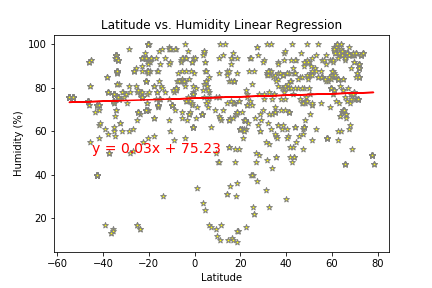 Latitude vs. Humidity Linear Regression
100
80
60
40
20
Humidity (%)
y = 0.03x + 75.23
−60 −40 −20 0 20 40 60 80
Latitude